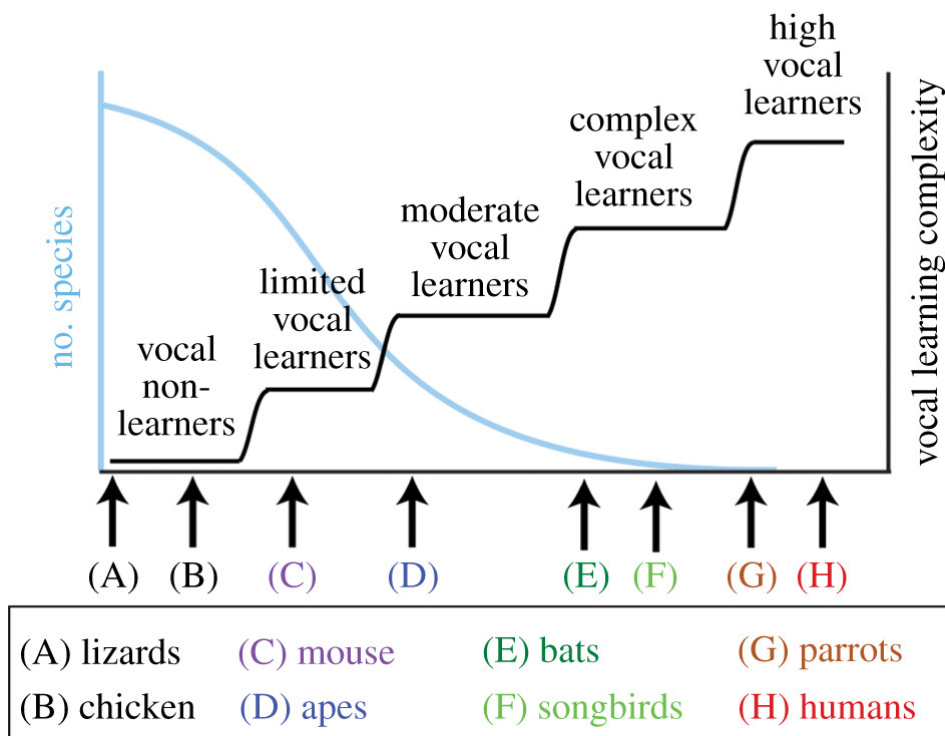 no. species
vocal
non-
learners
limited
vocal
learners
moderate
vocal
learners
complex
vocal
learners
high
vocal
learners
vocal learning complexity
(A) (B) (C) (D) (E) (F) (G) (H)
(A) lizards (C) mouse (E) bats (G) parrots
(B) chicken (D) apes (F) songbirds (H) humans